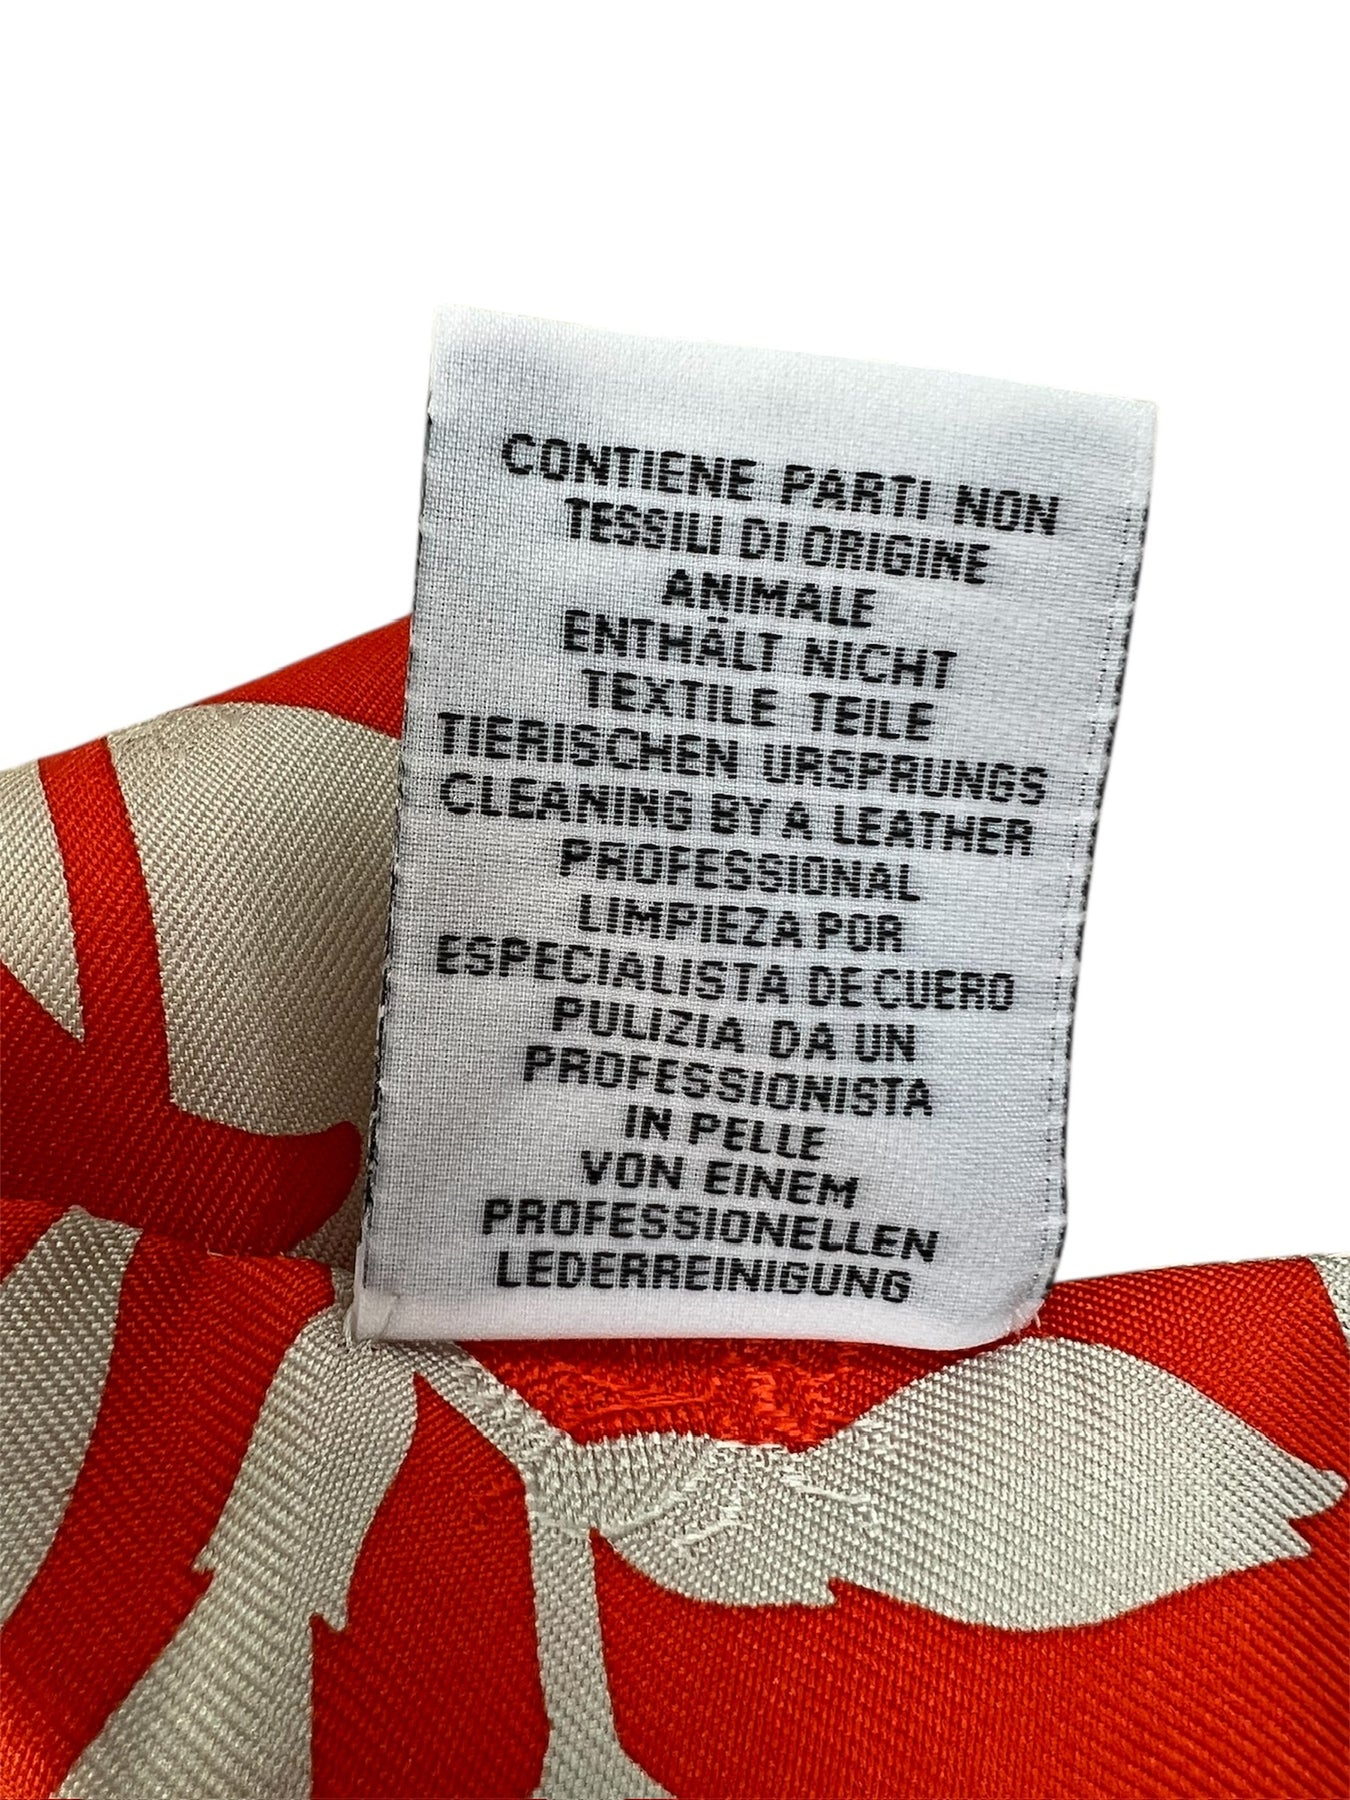 CONTIENE PARTI NON
TESSILI DI ORIGINE
ANIMALE
ENTHÄLT NICHT
TEXTILE TEILE
TIERISCHEN URSPRUNGS
CLEANING BY A LEATHER
PROFESSIONAL
LIMPIEZA POR
ESPECIALISTA DE CUERO
PULIZIA DA UN
PROFESSIONISTA
IN PELLE
VON EINEM
PROFESSIONELLEN
LEDERREINIGUNG